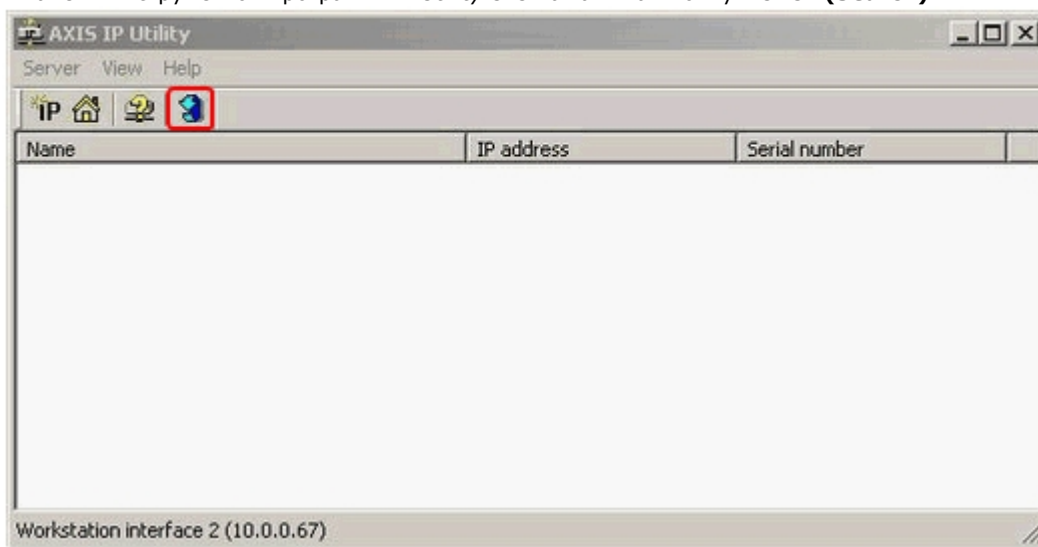 AXIS IP Utility
Server View Help
IP
Name IP address Serial number
Workstation interface 2 (10.0.0.67)